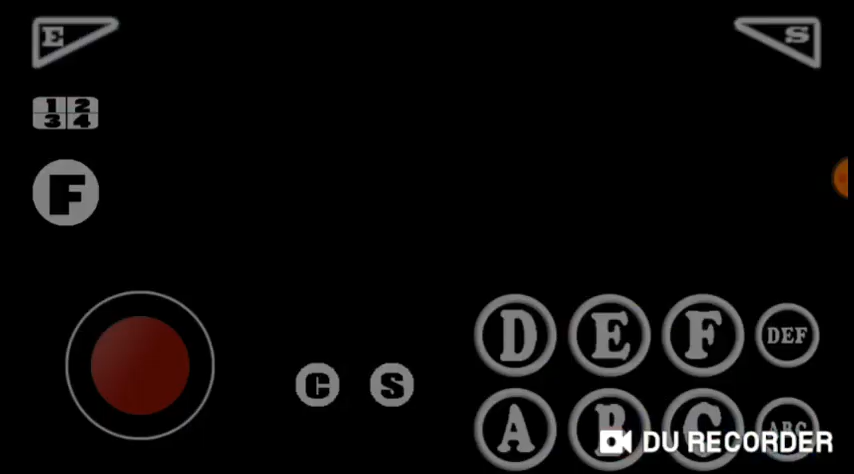 E S
1 2
3 4
F
D E F DEF
C S
A B C ABC
DU RECORDER